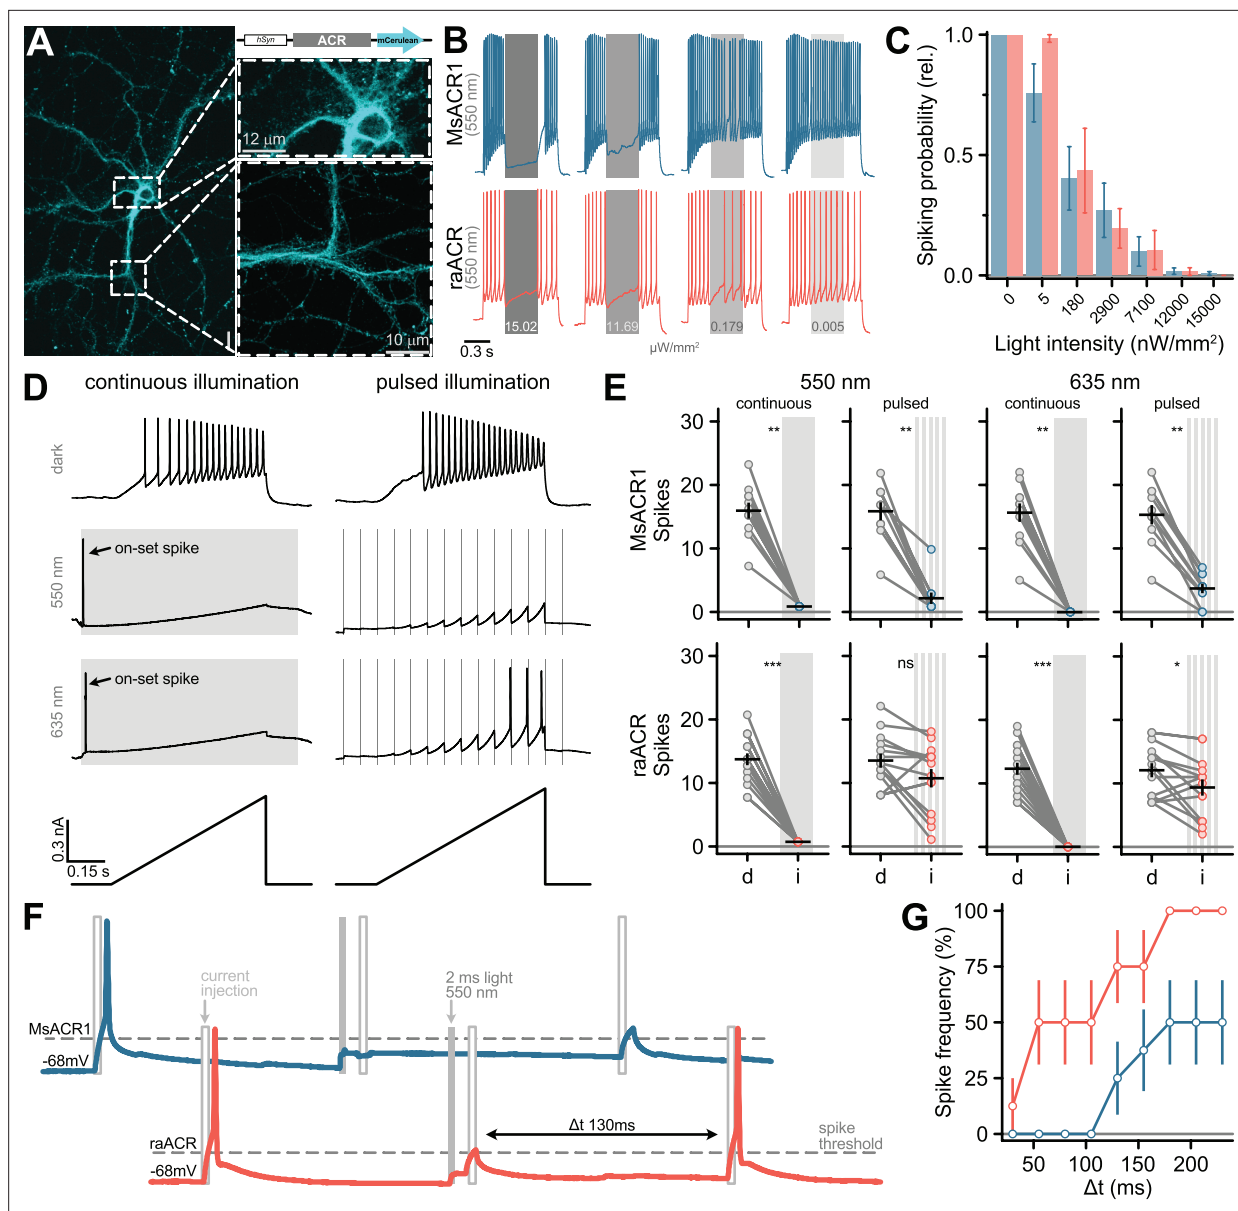 A
hSyn
ACR
mCerulean
12 μm
10 μm
B
MsACR1
(550 nm)
raACR
(550 nm)
15.02
11.69
0.179
0.005
0.3 s
μW/mm²
C
Spiking probability (rel.)
1.0
0.5
0.0
0
5
180
2900
7100
12000
15000
Light intensity (nW/mm²)
D
continuous illumination
pulsed illumination
dark
550 nm
on-set spike
635 nm
on-set spike
0.3 nA
0.15 s
E
550 nm
635 nm
continuous
pulsed
continuous
pulsed
MsACR1
Spikes
30
20
10
0
**
**
**
**
raACR
Spikes
30
20
10
0
***
ns
***
*
d
i
d
i
d
i
d
i
F
current
injection
2 ms light
550 nm
MsACR1
-68mV
raACR
-68mV
Δt 130ms
spike
threshold
G
Spike frequency (%)
100
75
50
25
0
50
100
150
200
Δt (ms)